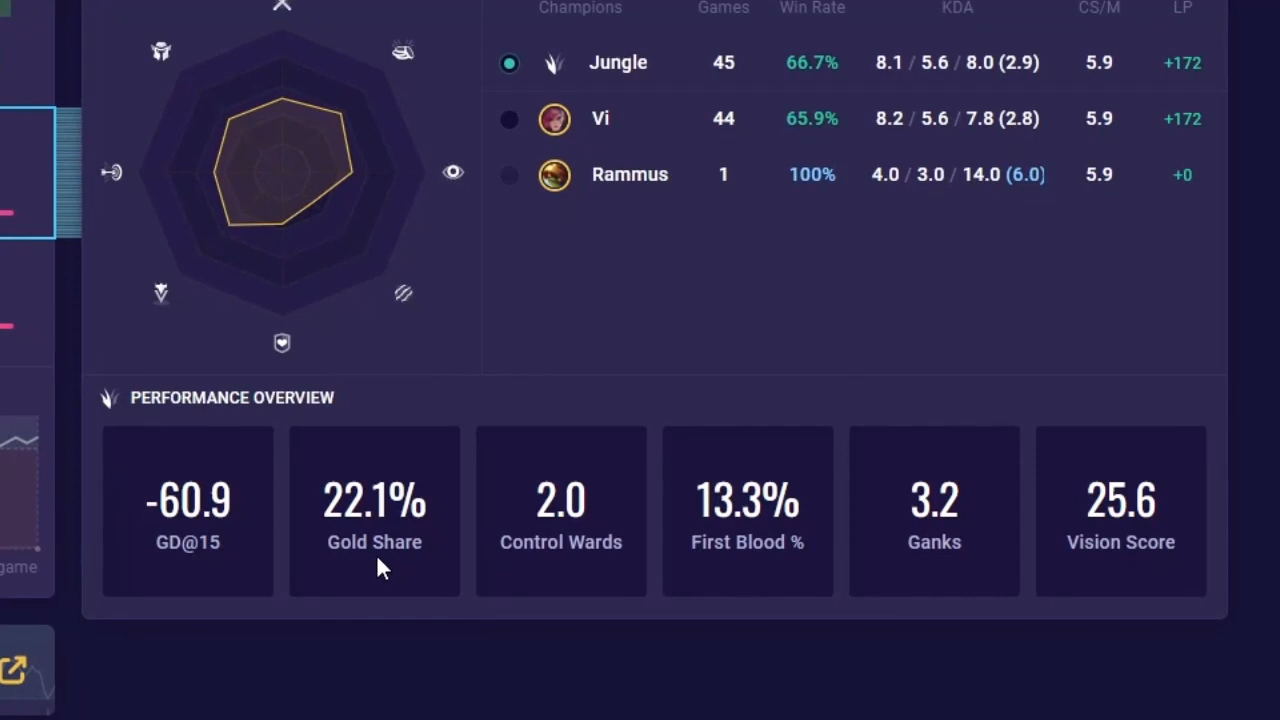 Champions Games Win Rate KDA CS/M LP
Jungle 45 66.7% 8.1 / 5.6 / 8.0 (2.9) 5.9 +172
Vi 44 65.9% 8.2 / 5.6 / 7.8 (2.8) 5.9 +172
Rammus 1 100% 4.0 / 3.0 / 14.0 (6.0) 5.9 +0
PERFORMANCE OVERVIEW
-60.9 22.1% 2.0 13.3% 3.2 25.6
GD@15 Gold Share Control Wards First Blood % Ganks Vision Score
game